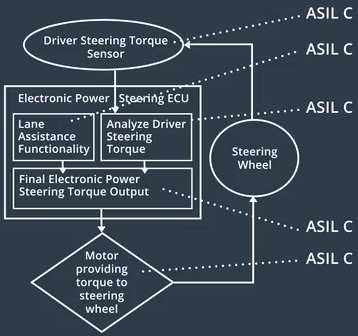 Driver Steering Torque
Sensor
ASIL C
ASIL C
Electronic Power Steering ECU
ASIL C
Lane
Assistance
Functionality
Analyze Driver
Steering
Torque
Steering
Wheel
Final Electronic Power
Steering Torque Output
ASIL C
Motor
providing
torque to
steering
wheel
ASIL C